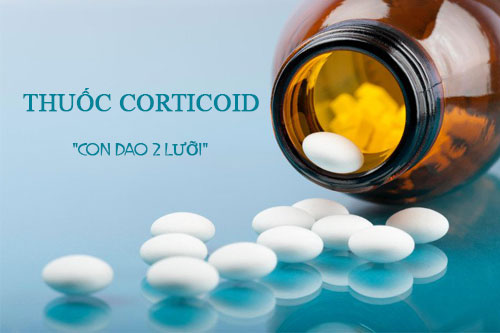 THUỐC CORTICOID
"CON DAO 2 LƯỠI"